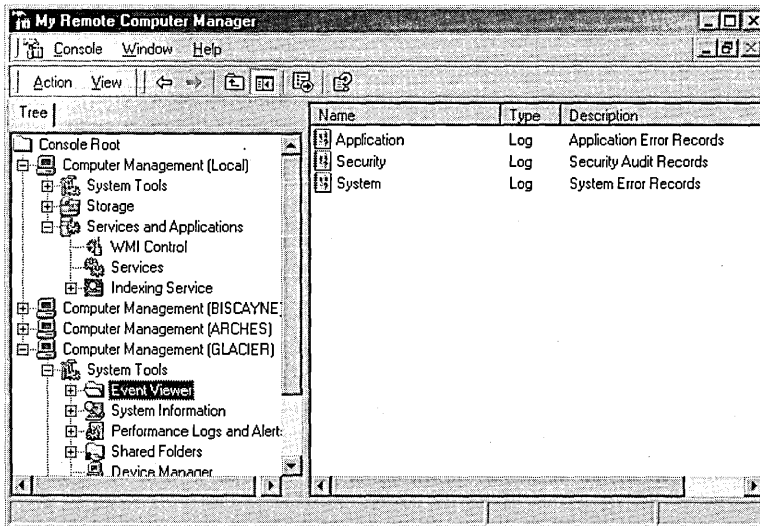 My Remote Computer Manager
Console Window Help
Action View
Tree
Name Type Description
Console Root
Computer Management (Local)
System Tools
Storage
Services and Applications
WMI Control
Services
Indexing Service
Computer Management (BISCAYNE
Computer Management (ARCHES)
Computer Management (GLACIER)
System Tools
Event Viewer
System Information
Performance Logs and Alert:
Shared Folders
Device Manager
Application Log Application Error Records
Security Log Security Audit Records
System Log System Error Records